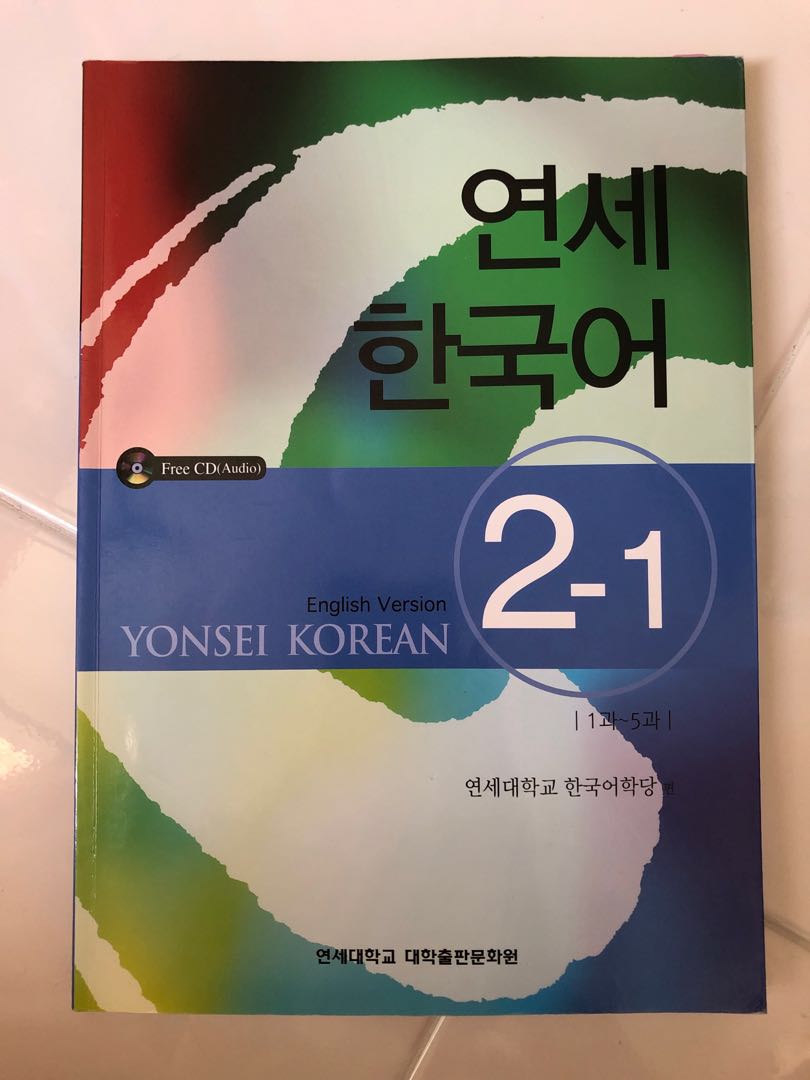 연세
한국어
Free CD(Audio)
2-1
English Version
YONSEI KOREAN
| 1과~5과 |
연세대학교 한국어학당 편
연세대학교 대학출판문화원